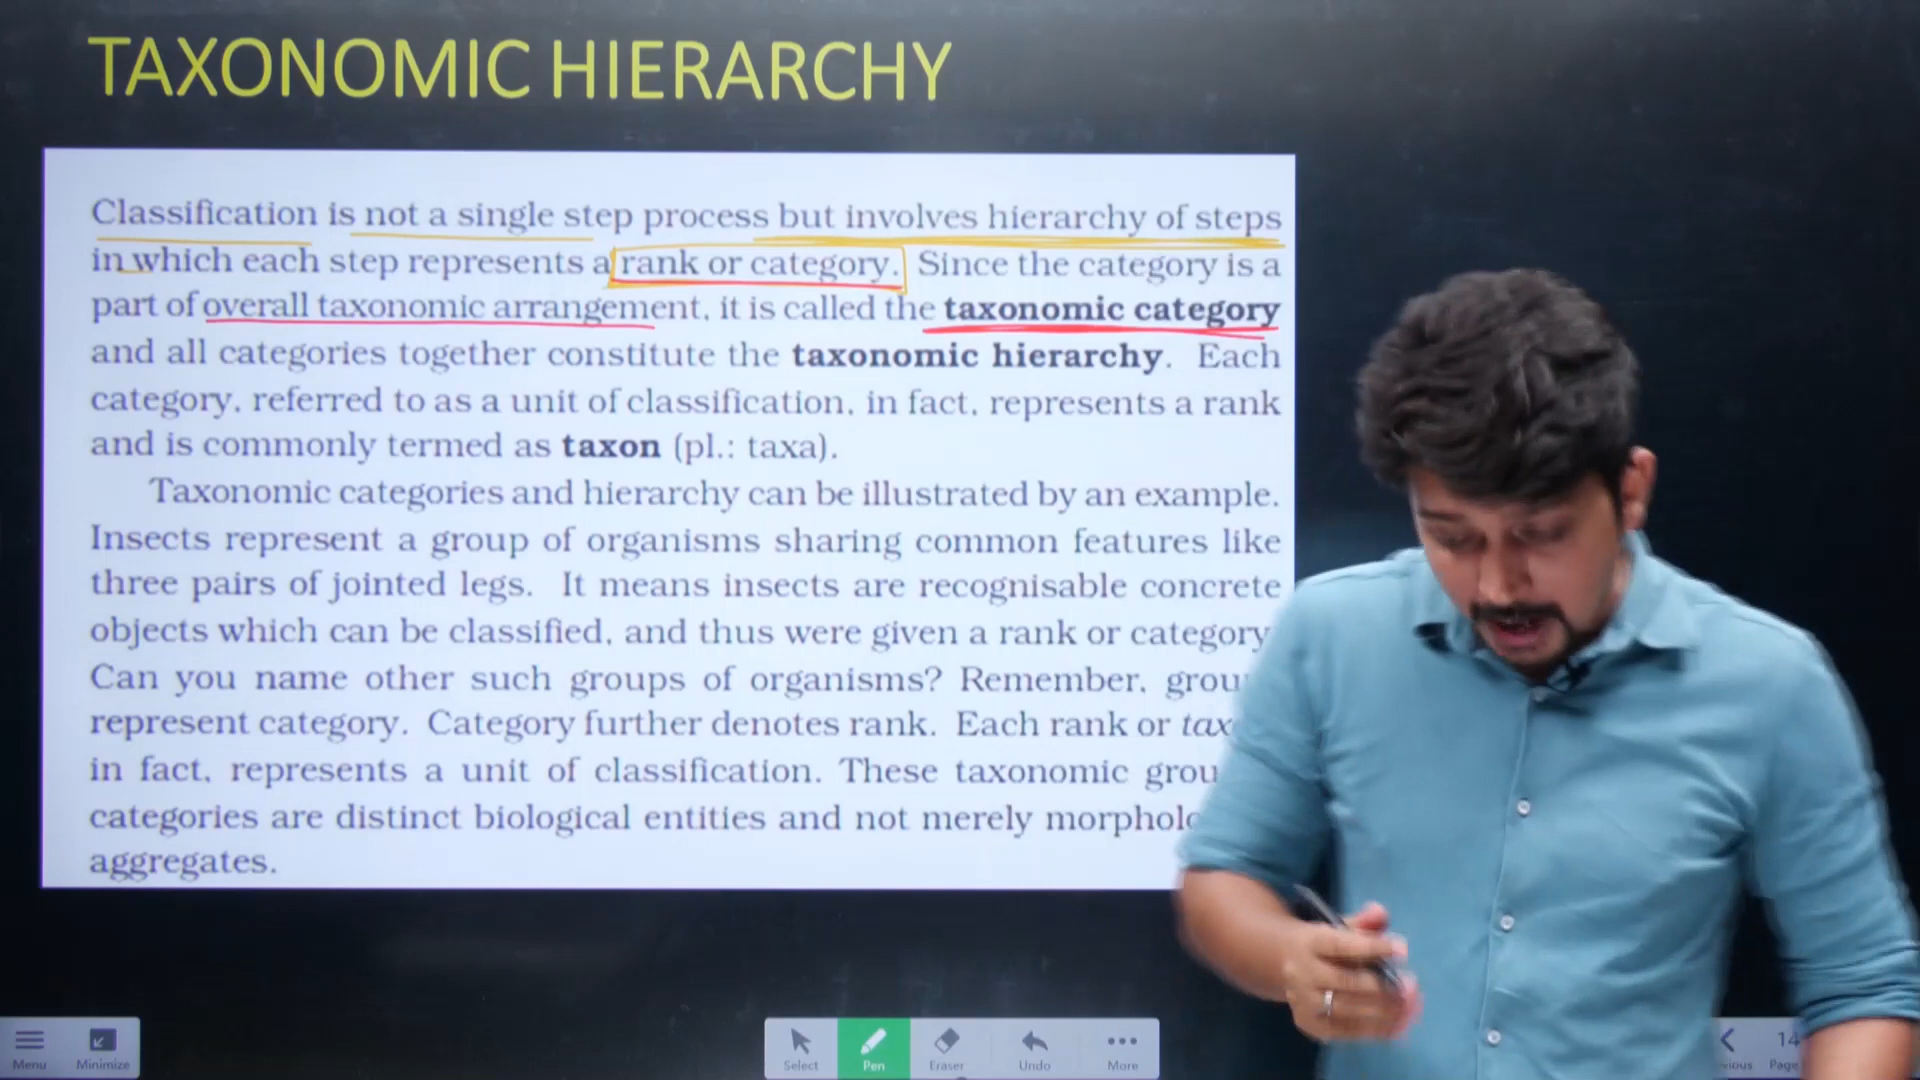 TAXONOMIC HIERARCHY
Classification is not a single step process but involves hierarchy of steps
in which each step represents a rank or category. Since the category is a
part of overall taxonomic arrangement, it is called the taxonomic category
and all categories together constitute the taxonomic hierarchy. Each
category, referred to as a unit of classification, in fact, represents a rank
and is commonly termed as taxon (pl.: taxa).
Taxonomic categories and hierarchy can be illustrated by an example.
Insects represent a group of organisms sharing common features like
three pairs of jointed legs. It means insects are recognisable concrete
objects which can be classified, and thus were given a rank or category
Can you name other such groups of organisms? Remember, grou
represent category. Category further denotes rank. Each rank or tax
in fact, represents a unit of classification. These taxonomic grou
categories are distinct biological entities and not merely morpholo
aggregates.
Menu Minimize Select Pen Eraser Undo More vious 14 Page